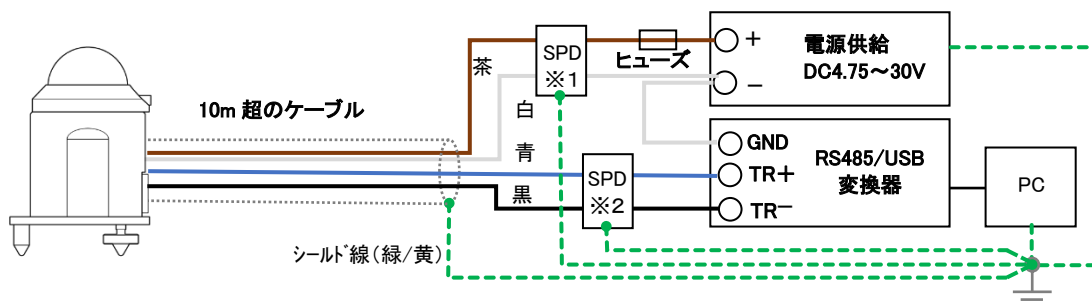 10m 超のケーブル
茶
白
青
黒
シールド線(緑/黄)
SPD
※1
SPD
※2
ヒューズ
+
−
電源供給
DC4.75～30V
GND
TR+
TR−
RS485/USB
変換器
PC